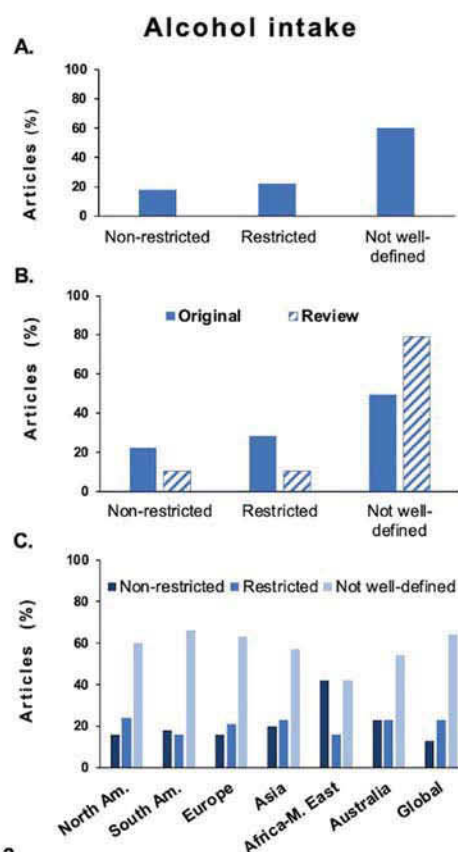 Alcohol intake
A.
100
80
60
40
20
0
Articles (%)
Non-restricted Restricted Not well-
defined
B.
100
80
60
40
20
0
Articles (%)
Original Review
Non-restricted Restricted Not well-
defined
C.
100
80
60
40
20
0
Articles (%)
Non-restricted Restricted Not well-defined
North Am. South Am. Europe Asia Africa-M. East Australia Global